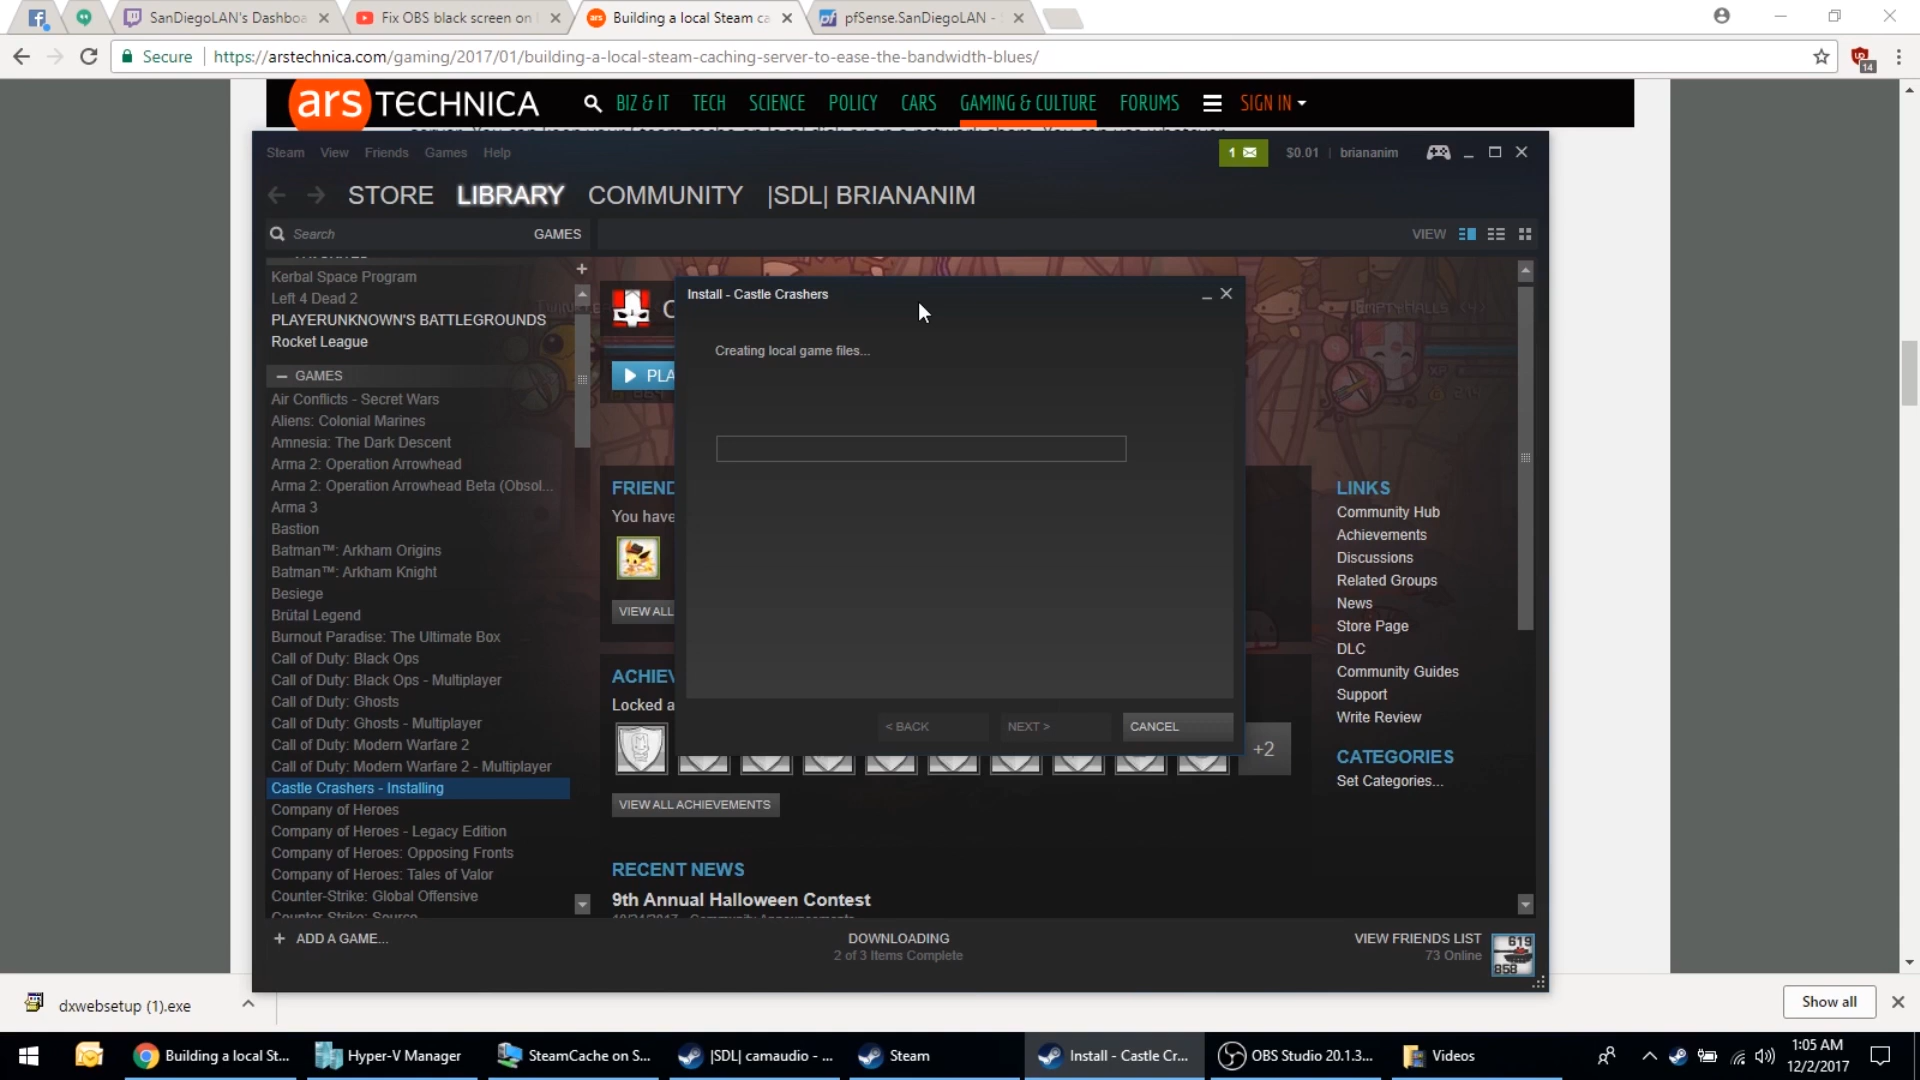 SanDiegoLAN's Dashboa
Fix OBS black screen on
Building a local Steam ca
pfSense.SanDiegoLAN -
Secure
https://arstechnica.com/gaming/2017/01/building-a-local-steam-caching-server-to-ease-the-bandwidth-blues/
14
ars TECHNICA
BIZ & IT TECH SCIENCE POLICY CARS GAMING & CULTURE FORUMS SIGN IN
Steam View Friends Games Help
1
$0.01 | briananim
STORE LIBRARY COMMUNITY |SDL| BRIANANIM
Search
GAMES
VIEW
Kerbal Space Program
Left 4 Dead 2
PLAYERUNKNOWN'S BATTLEGROUNDS
Rocket League
GAMES
Air Conflicts - Secret Wars
Aliens: Colonial Marines
Amnesia: The Dark Descent
Arma 2: Operation Arrowhead
Arma 2: Operation Arrowhead Beta (Obsol...
Arma 3
Bastion
Batman™: Arkham Origins
Batman™: Arkham Knight
Besiege
Brütal Legend
Burnout Paradise: The Ultimate Box
Call of Duty: Black Ops
Call of Duty: Black Ops - Multiplayer
Call of Duty: Ghosts
Call of Duty: Ghosts - Multiplayer
Call of Duty: Modern Warfare 2
Call of Duty: Modern Warfare 2 - Multiplayer
Castle Crashers - Installing
Company of Heroes
Company of Heroes - Legacy Edition
Company of Heroes: Opposing Fronts
Company of Heroes: Tales of Valor
Counter-Strike: Global Offensive
Counter-Strike: Source
C
PLA
FRIEND
You have
VIEW ALL
ACHIEV
Locked a
+2
VIEW ALL ACHIEVEMENTS
RECENT NEWS
9th Annual Halloween Contest
Install - Castle Crashers
Creating local game files...
< BACK
NEXT >
CANCEL
LINKS
Community Hub
Achievements
Discussions
Related Groups
News
Store Page
DLC
Community Guides
Support
Write Review
CATEGORIES
Set Categories...
ADD A GAME...
DOWNLOADING
2 of 3 Items Complete
VIEW FRIENDS LIST
73 Online
619
858
dxwebsetup (1).exe
Show all
Building a local St...
Hyper-V Manager
SteamCache on S...
|SDL| camaudio - ...
Steam
Install - Castle Cr...
OBS Studio 20.1.3...
Videos
1:05 AM
12/2/2017